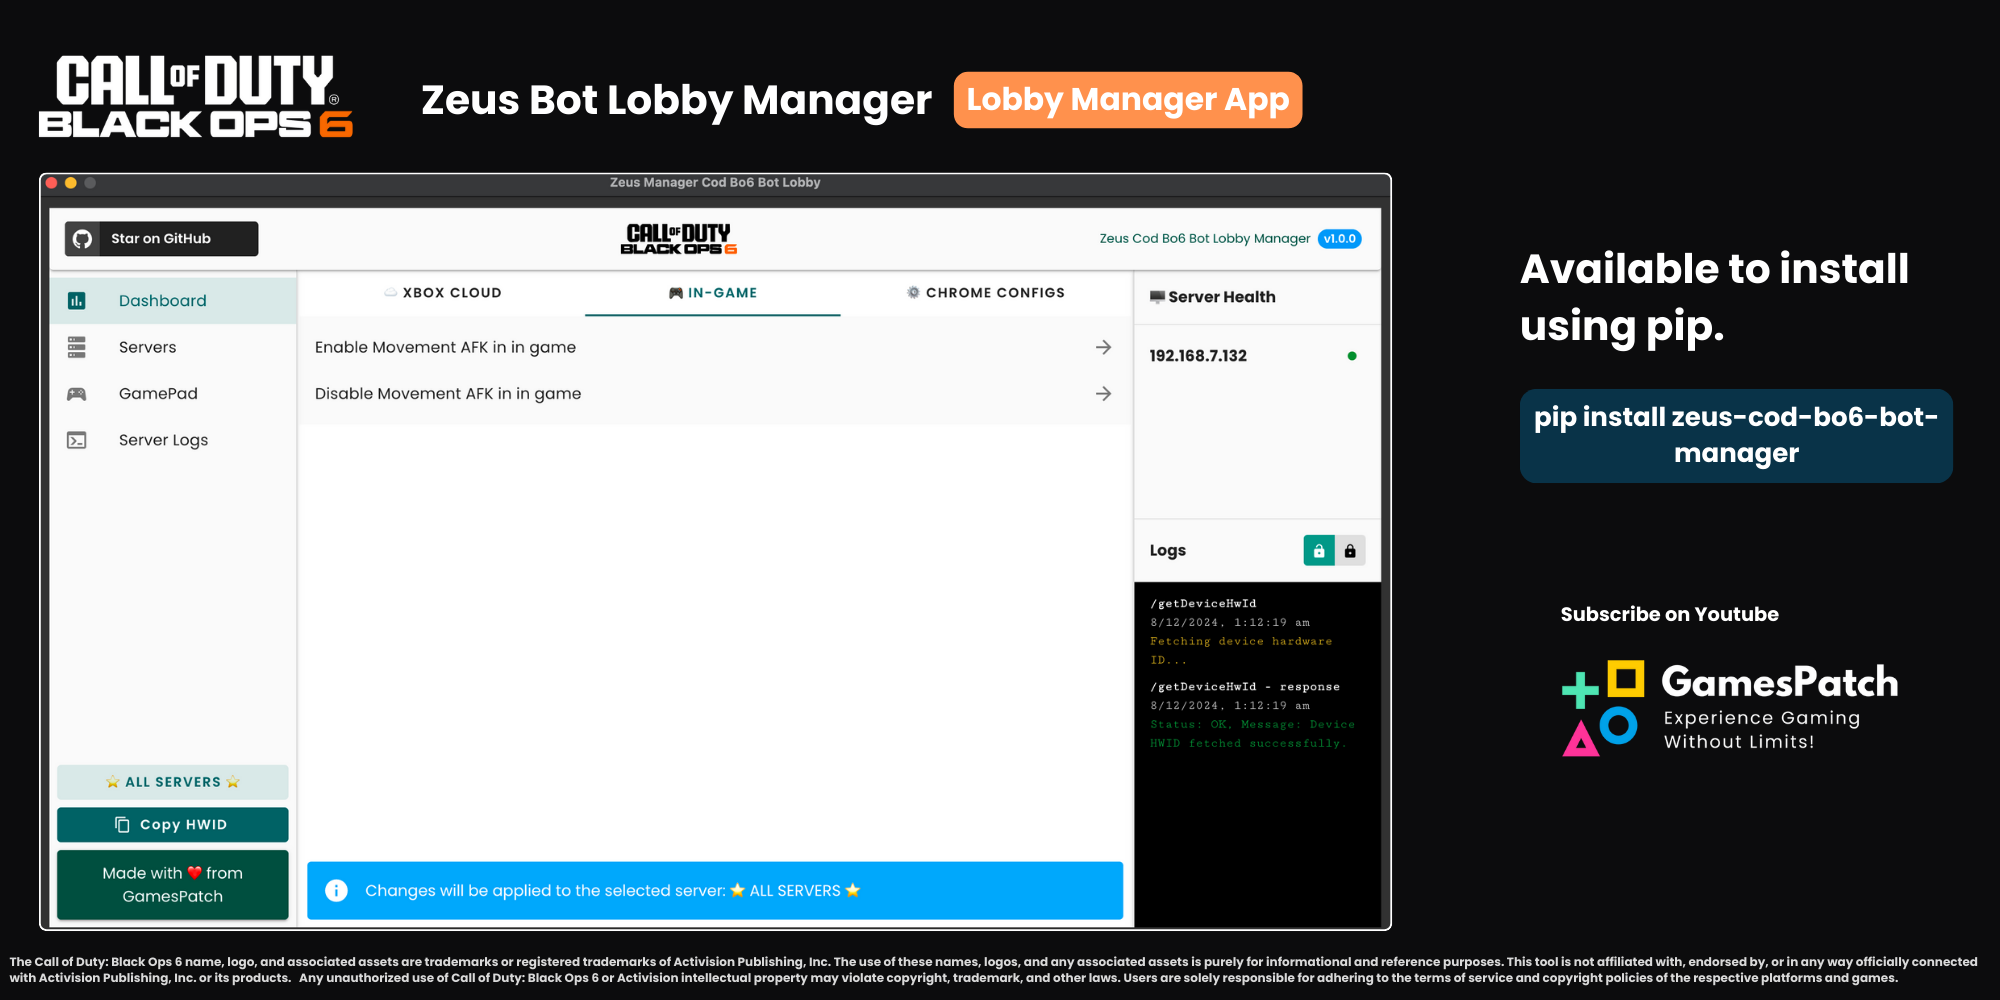 CALL OF DUTY®
BLACK OPS 6
Zeus Bot Lobby Manager
Lobby Manager App
Zeus Manager Cod Bo6 Bot Lobby
Star on GitHub
CALL OF DUTY
BLACK OPS 6
Zeus Cod Bo6 Bot Lobby Manager v1.0.0
Dashboard
Servers
GamePad
Server Logs
⭐ ALL SERVERS ⭐
Copy HWID
Made with ❤️ from
GamesPatch
☁️ XBOX CLOUD
🎮 IN-GAME
⚙️ CHROME CONFIGS
Enable Movement AFK in in game
Disable Movement AFK in in game
Changes will be applied to the selected server: ⭐ ALL SERVERS ⭐
🖥️ Server Health
192.168.7.132
Logs
/getDeviceHwId
8/12/2024, 1:12:19 am
Fetching device hardware
ID...
/getDeviceHwId - response
8/12/2024, 1:12:19 am
Status: OK, Message: Device
HWID fetched successfully.
Available to install
using pip.
pip install zeus-cod-bo6-bot-
manager
Subscribe on Youtube
GamesPatch
Experience Gaming
Without Limits!
The Call of Duty: Black Ops 6 name, logo, and associated assets are trademarks or registered trademarks of Activision Publishing, Inc. The use of these names, logos, and any associated assets is purely for informational and reference purposes. This tool is not affiliated with, endorsed by, or in any way officially connected
with Activision Publishing, Inc. or its products. Any unauthorized use of Call of Duty: Black Ops 6 or Activision intellectual property may violate copyright, trademark, and other laws. Users are solely responsible for adhering to the terms of service and copyright policies of the respective platforms and games.